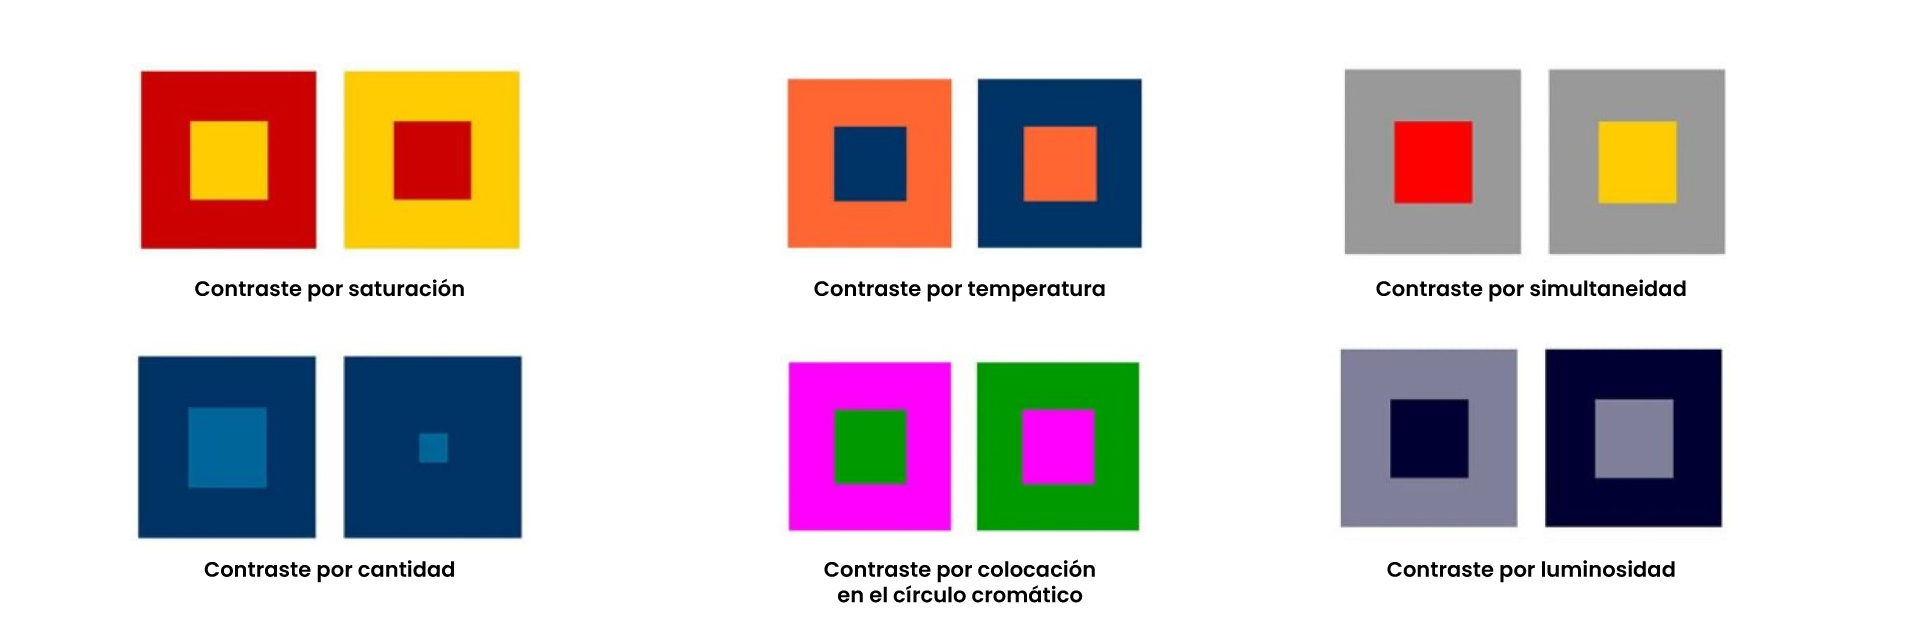 Contraste por saturación
Contraste por temperatura
Contraste por simultaneidad
Contraste por cantidad
Contraste por colocación
en el círculo cromático
Contraste por luminosidad